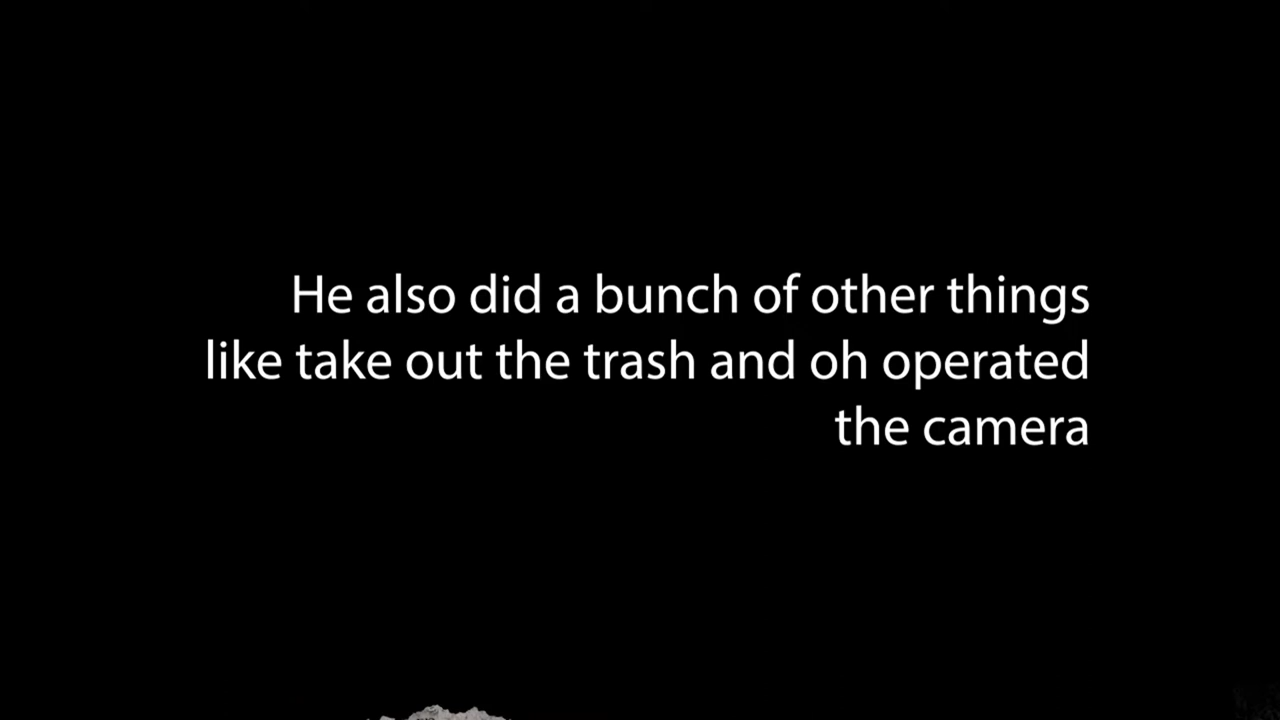 He also did a bunch of other things
like take out the trash and oh operated
the camera